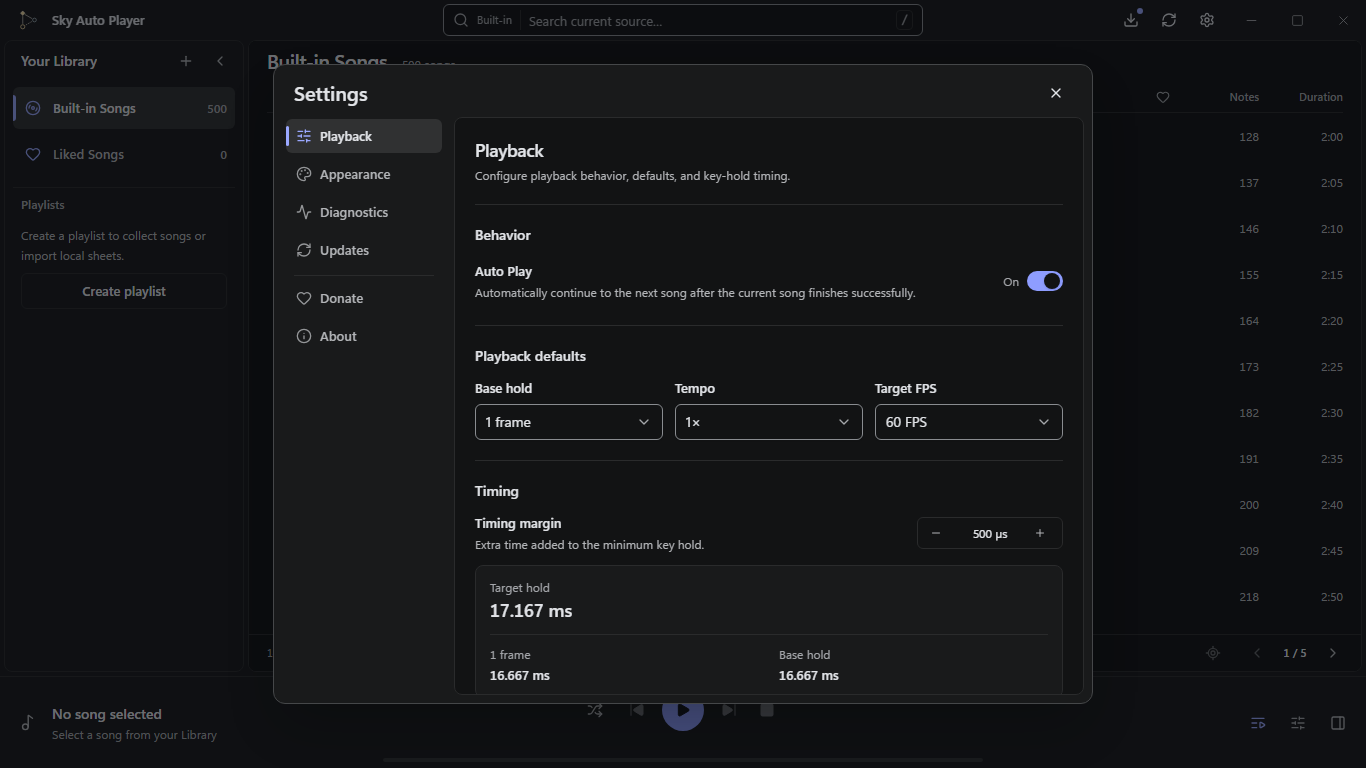 Sky Auto Player
Built-in
Search current source...
/
Your Library
Built-in Songs 500
Liked Songs 0
Playlists
Create a playlist to collect songs or
import local sheets.
Create playlist
Built-in Songs 500 songs
Notes Duration
128 2:00
137 2:05
146 2:10
155 2:15
164 2:20
173 2:25
182 2:30
191 2:35
200 2:40
209 2:45
218 2:50
1 / 5
Settings
Playback
Appearance
Diagnostics
Updates
Donate
About
Playback
Configure playback behavior, defaults, and key-hold timing.
Behavior
Auto Play
Automatically continue to the next song after the current song finishes successfully.
On
Playback defaults
Base hold Tempo Target FPS
1 frame 1× 60 FPS
Timing
Timing margin
Extra time added to the minimum key hold.
− 500 µs +
Target hold
17.167 ms
1 frame Base hold
16.667 ms 16.667 ms
No song selected
Select a song from your Library